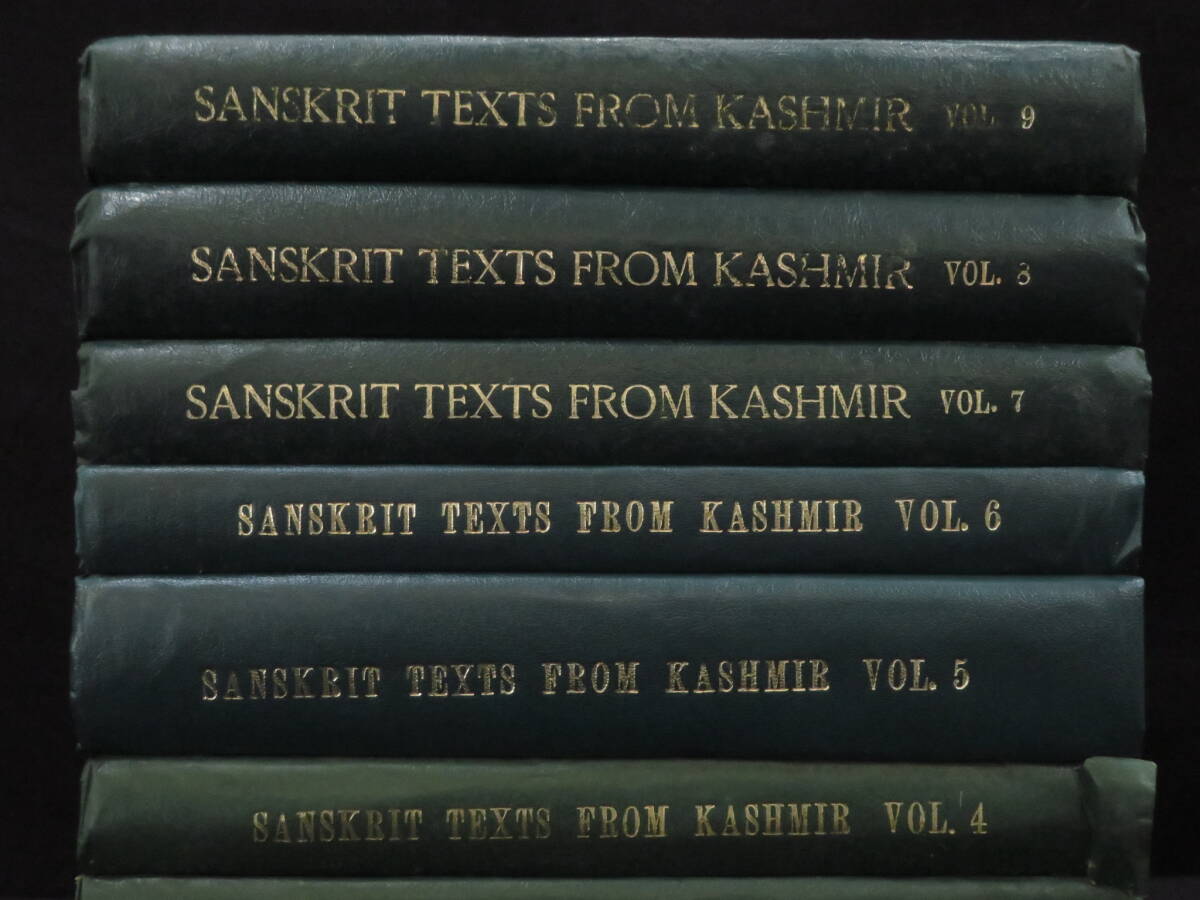 SANSKRIT TEXTS FROM KASHMIR VOL. 9
SANSKRIT TEXTS FROM KASHMIR VOL. 8
SANSKRIT TEXTS FROM KASHMIR VOL. 7
SANSKRIT TEXTS FROM KASHMIR VOL. 6
SANSKRIT TEXTS FROM KASHMIR VOL. 5
SANSKRIT TEXTS FROM KASHMIR VOL. 4